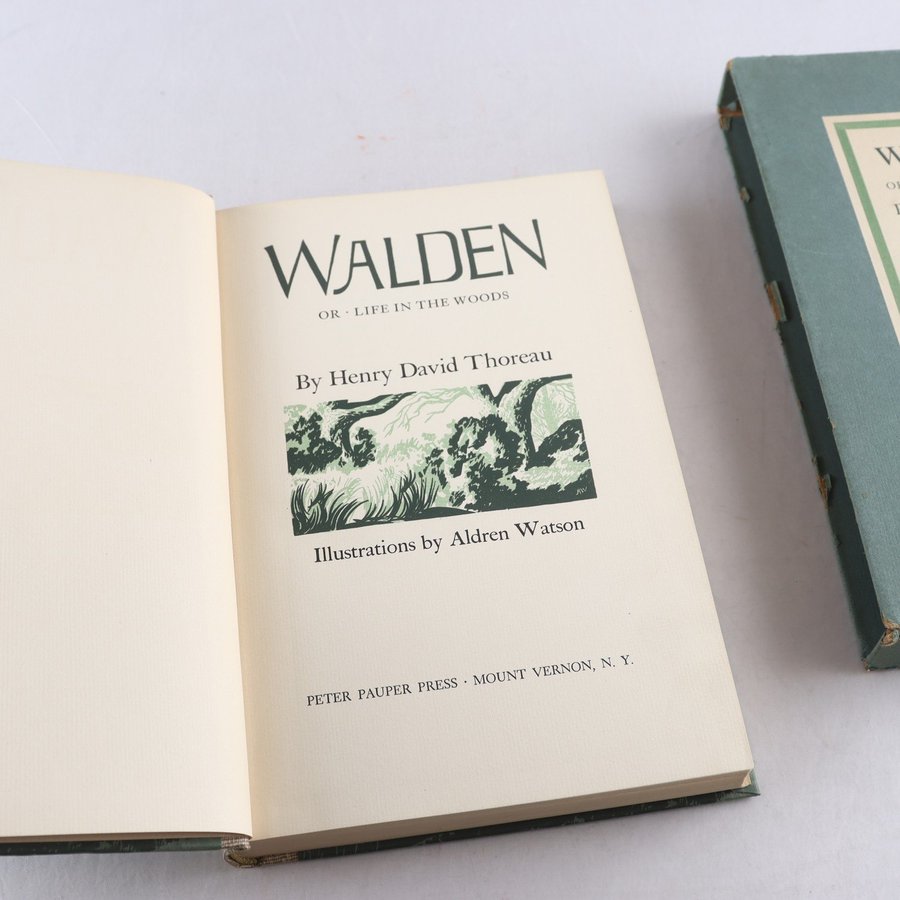 WALDEN
OR · LIFE IN THE WOODS
By Henry David Thoreau
Illustrations by Aldren Watson
PETER PAUPER PRESS · MOUNT VERNON, N. Y.